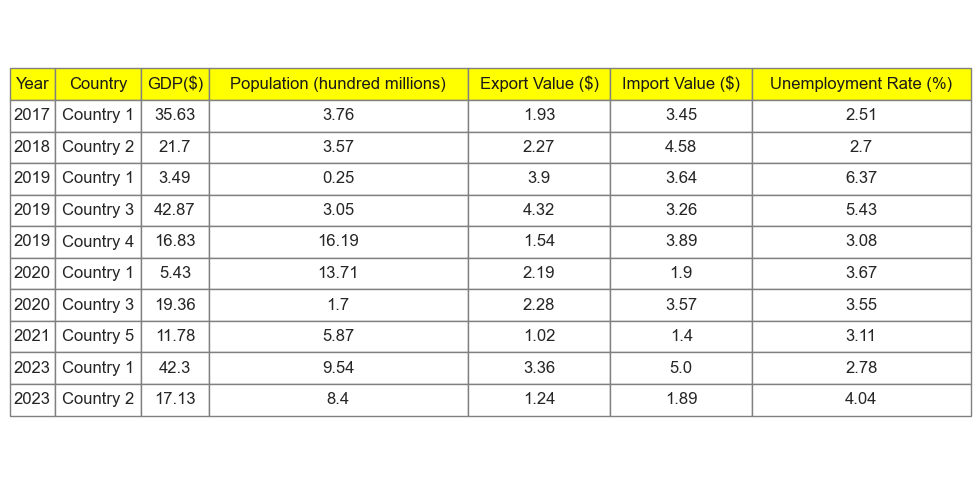 Year Country GDP($) Population (hundred millions) Export Value ($) Import Value ($) Unemployment Rate (%)
2017 Country 1 35.63 3.76 1.93 3.45 2.51
2018 Country 2 21.7 3.57 2.27 4.58 2.7
2019 Country 1 3.49 0.25 3.9 3.64 6.37
2019 Country 3 42.87 3.05 4.32 3.26 5.43
2019 Country 4 16.83 16.19 1.54 3.89 3.08
2020 Country 1 5.43 13.71 2.19 1.9 3.67
2020 Country 3 19.36 1.7 2.28 3.57 3.55
2021 Country 5 11.78 5.87 1.02 1.4 3.11
2023 Country 1 42.3 9.54 3.36 5.0 2.78
2023 Country 2 17.13 8.4 1.24 1.89 4.04